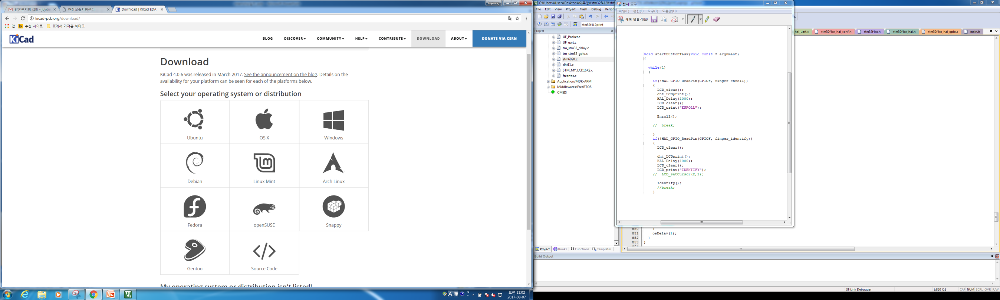 받은편지함 (28) - juyou
현장실습지원센터
Download | KiCad EDA
Juyoung
kicad-pcb.org/download/
앱
추천 사이트
IE에서 가져온 북마크
KiCad
BLOG
DISCOVER
COMMUNITY
HELP
CONTRIBUTE
DOWNLOAD
ABOUT
DONATE VIA CERN
Download
KiCad 4.0.6 was released in March 2017. See the announcement on the blog. Details on the
availability for your platform can be seen for each of the platforms below.
Select your operating system or distribution
Ubuntu
OS X
Windows
Debian
Linux Mint
Arch Linux
Fedora
openSUSE
Snappy
Gentoo
Source Code
My operating system or distribution isn't listed!
오전 11:02
2017-08-07
C:\Users\User\Desktop\이주영\stm32f412\stm
File Edit View Project Flash Debug Periph
stm32f412print
Project
UF_Packet.c
UF_uart.c
tm_stm32_delay.c
tm_stm32_gpio.c
sfm6020.c
dht11.c
STM_MY_LCD16X2.c
freertos.c
Application/MDK-ARM
Middlewares/FreeRTOS
CMSIS
Project Books Functions Templates
Build Output
캡처 도구
파일(F) 편집(E) 도구(T) 도움말(H)
새로 만들기(N)
void startButtonTask(void const * argument)
{
while(1)
{
if(!HAL_GPIO_ReadPin(GPIOF, finger_enroll))
{
LCD_clear();
dht_LCDprint();
HAL_Delay(1000);
LCD_clear();
LCD_print("ENROLL");
Enroll();
// break;
}
if(!HAL_GPIO_ReadPin(GPIOF, finger_identify))
{
LCD_clear();
dht_LCDprint();
HAL_Delay(1000);
LCD_clear();
LCD_print("IDENTIFY");
// LCD_setCursor(2,1);
Identify();
//break;
}
hal_uart.c
stm32f4xx_hal_conf.h
stm32f4xx.h
stm32f4xx_hal.h
stm32f4xx_hal_gpio.c
main.h
850 }
851 osDelay(1);
852 }
853 }
ST-Link Debugger
L:820 C:1
CAP NUM SCRL OVR R/W